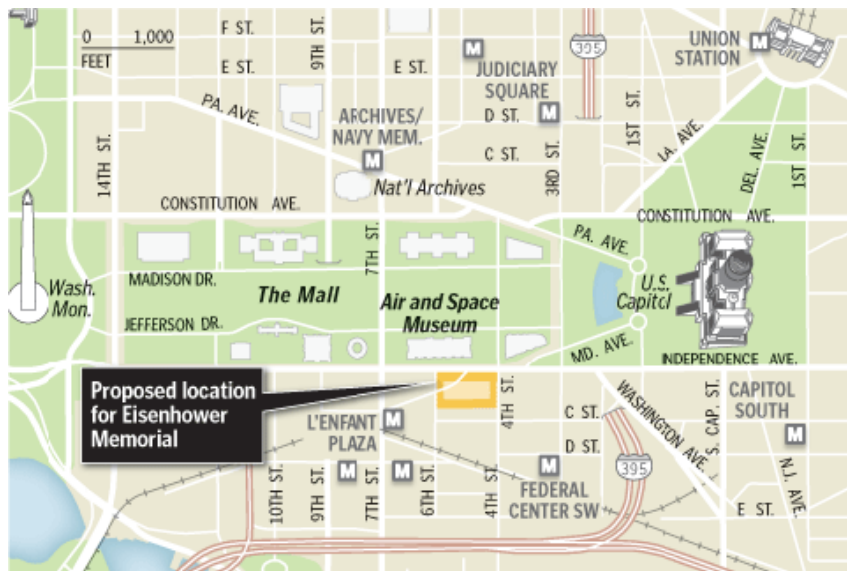 0 1,000
FEET
F ST.
E ST.
9TH ST.
E ST.
M
JUDICIARY
SQUARE
395
UNION
STATION
M
PA. AVE.
ARCHIVES/
NAVY MEM.
M
D ST.
M
C ST.
3RD ST.
1ST ST.
LA. AVE.
DEL. AVE.
1ST ST.
14TH ST.
Nat'l Archives
CONSTITUTION AVE.
CONSTITUTION AVE.
7TH ST.
PA. AVE.
Wash.
Mon.
MADISON DR.
The Mall
Air and Space
Museum
U.S.
Capitol
JEFFERSON DR.
MD. AVE.
INDEPENDENCE AVE.
Proposed location
for Eisenhower
Memorial
4TH ST.
WASHINGTON AVE.
S. CAP. ST.
CAPITOL
SOUTH
M
L'ENFANT
PLAZA
M
C ST.
D ST.
395
M
M
M
FEDERAL
CENTER SW
10TH ST.
9TH ST.
7TH ST.
6TH ST.
4TH ST.
E ST.
N.J. AVE.